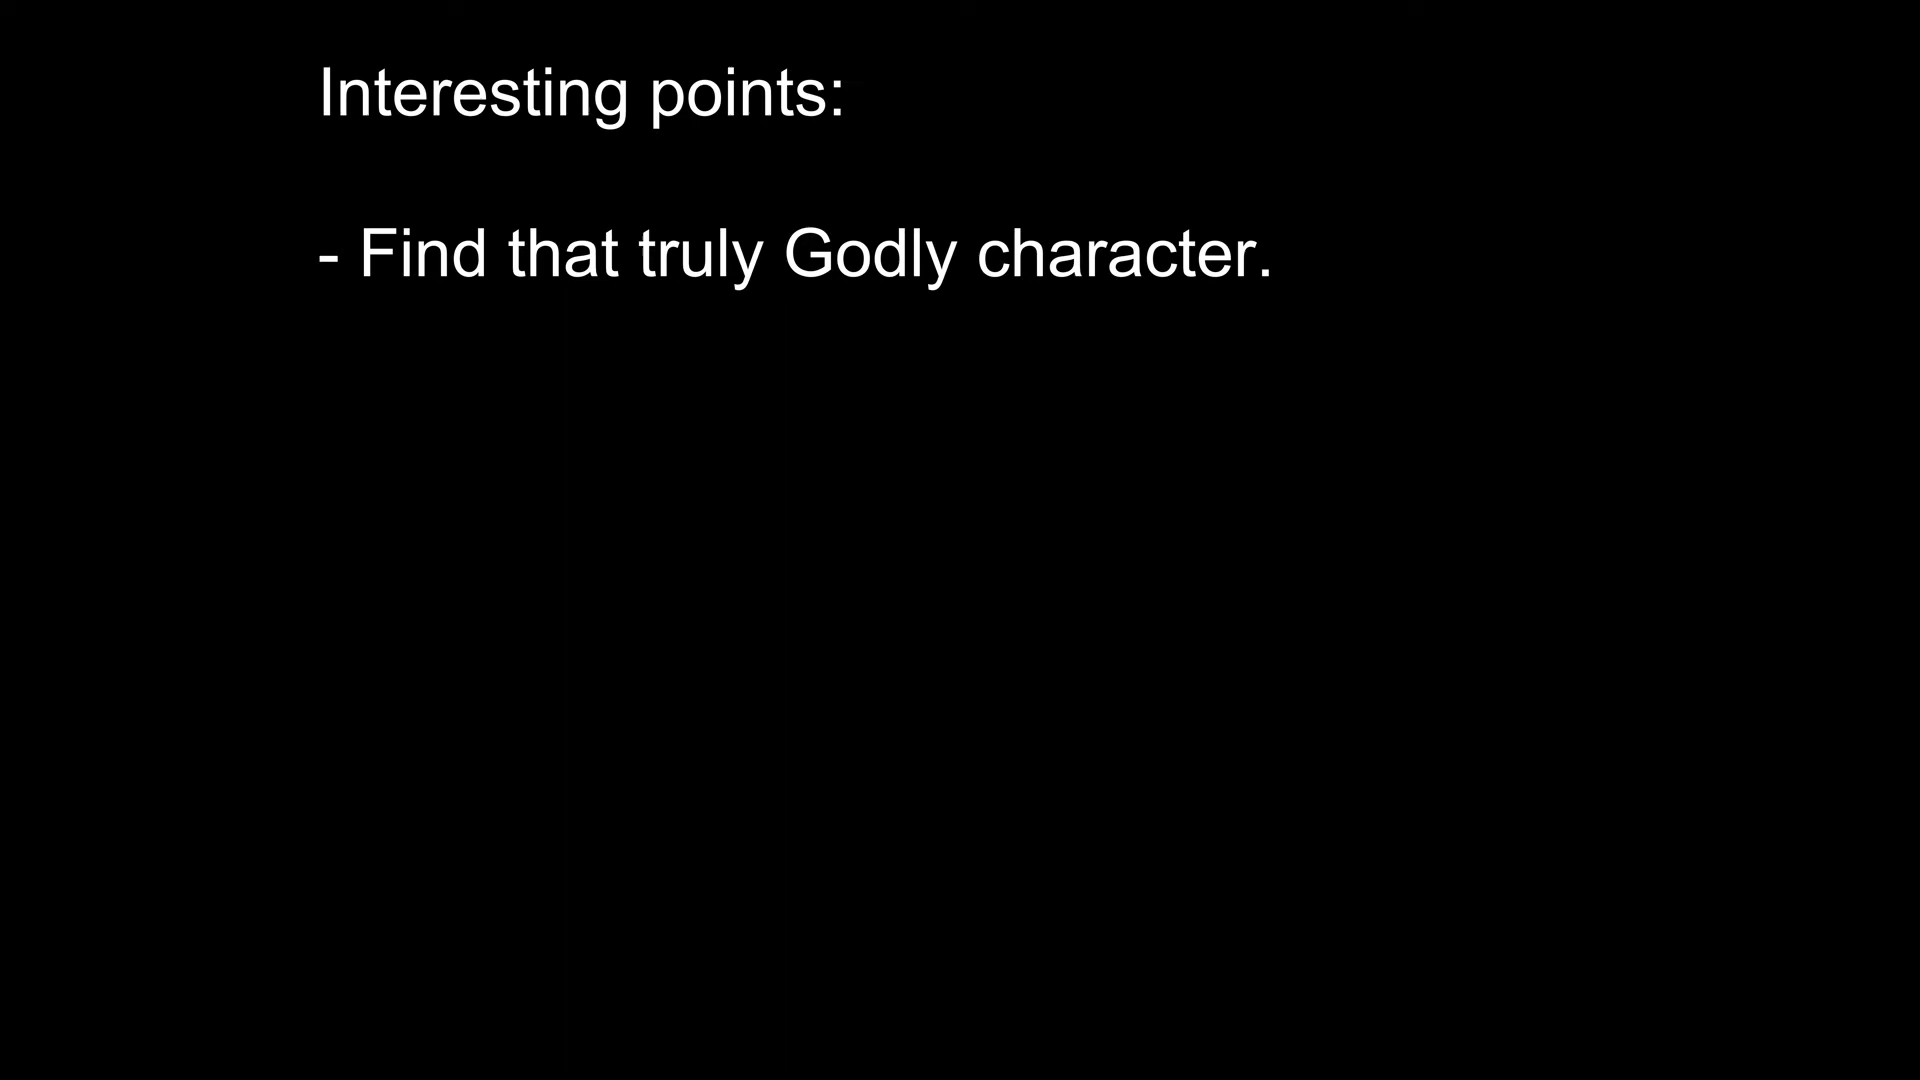 Interesting points:
- Find that truly Godly character.